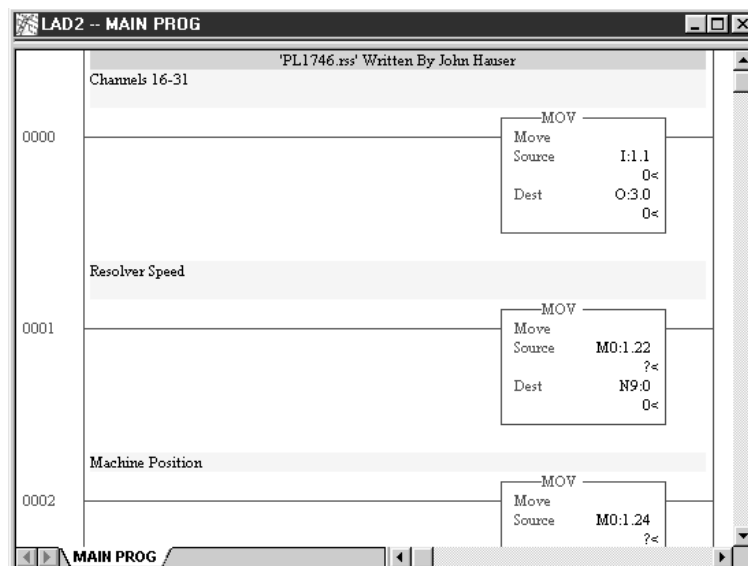 LAD2 -- MAIN PROG
'PL1746.rss' Written By John Hauser
Channels 16-31
0000
MOV
Move
Source I:1.1
0<
Dest O:3.0
0<
Resolver Speed
0001
MOV
Move
Source M0:1.22
?<
Dest N9:0
0<
Machine Position
0002
MOV
Move
Source M0:1.24
?<
MAIN PROG